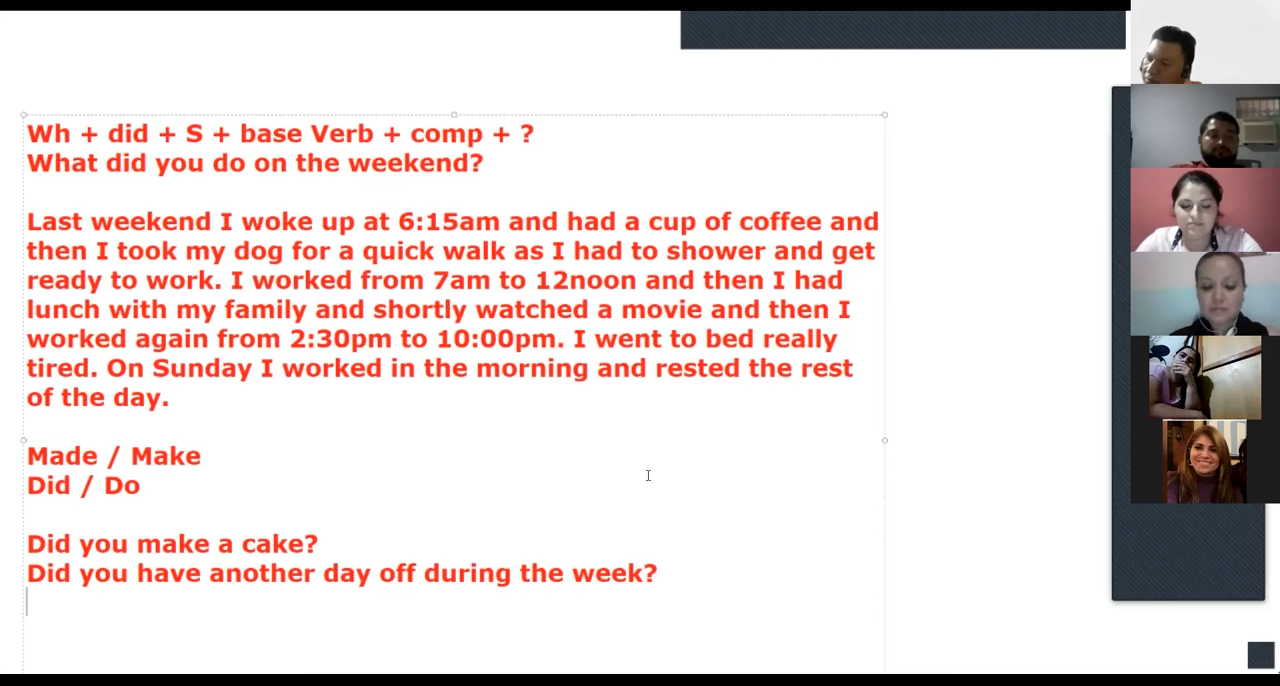 Wh + did + S + base Verb + comp + ?
What did you do on the weekend?
Last weekend I woke up at 6:15am and had a cup of coffee and
then I took my dog for a quick walk as I had to shower and get
ready to work. I worked from 7am to 12noon and then I had
lunch with my family and shortly watched a movie and then I
worked again from 2:30pm to 10:00pm. I went to bed really
tired. On Sunday I worked in the morning and rested the rest
of the day.
Made / Make
Did / Do
Did you make a cake?
Did you have another day off during the week?